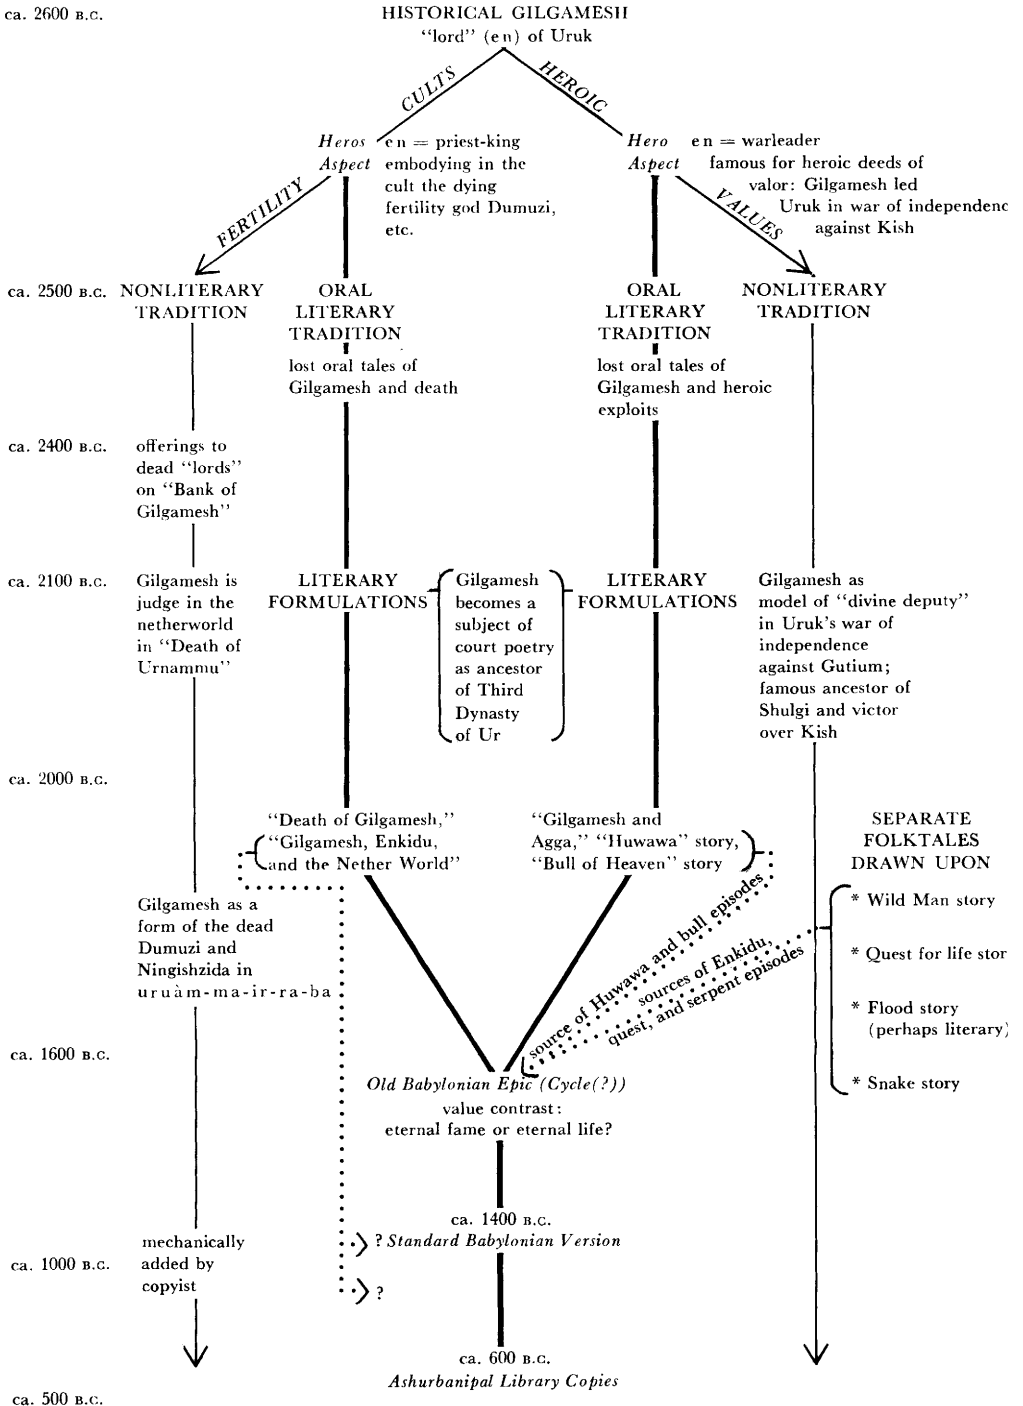 ca. 2600 B.C.
HISTORICAL GILGAMESH
“lord” (en) of Uruk
CULTS
HEROIC
Heros en = priest-king
Aspect embodying in the
cult the dying
fertility god Dumuzi,
etc.
Hero en = warleader
Aspect famous for heroic deeds of
valor: Gilgamesh led
Uruk in war of independenc
against Kish
FERTILITY
VALUES
ca. 2500 B.C.
NONLITERARY
TRADITION
ORAL
LITERARY
TRADITION
ORAL
LITERARY
TRADITION
NONLITERARY
TRADITION
lost oral tales of
Gilgamesh and death
lost oral tales of
Gilgamesh and heroic
exploits
ca. 2400 B.C.
offerings to
dead “lords”
on “Bank of
Gilgamesh”
ca. 2100 B.C.
Gilgamesh is
judge in the
netherworld
in “Death of
Urnammu”
LITERARY
FORMULATIONS
Gilgamesh
becomes a
subject of
court poetry
as ancestor
of Third
Dynasty
of Ur
LITERARY
FORMULATIONS
Gilgamesh as
model of “divine deputy”
in Uruk’s war of
independence
against Gutium;
famous ancestor of
Shulgi and victor
over Kish
ca. 2000 B.C.
“Death of Gilgamesh,”
“Gilgamesh, Enkidu,
and the Nether World”
“Gilgamesh and
Agga,” “Huwawa” story,
“Bull of Heaven” story
SEPARATE
FOLKTALES
DRAWN UPON
* Wild Man story
* Quest for life stor
* Flood story
(perhaps literary)
* Snake story
Gilgamesh as a
form of the dead
Dumuzi and
Ningishzida in
uruàm-ma-ir-ra-ba
source of Huwawa and bull episodes
sources of Enkidu,
quest, and serpent episodes
ca. 1600 B.C.
Old Babylonian Epic (Cycle(?))
value contrast:
eternal fame or eternal life?
ca. 1400 B.C.
? Standard Babylonian Version
ca. 1000 B.C.
mechanically
added by
copyist
?
ca. 600 B.C.
Ashurbanipal Library Copies
ca. 500 B.C.